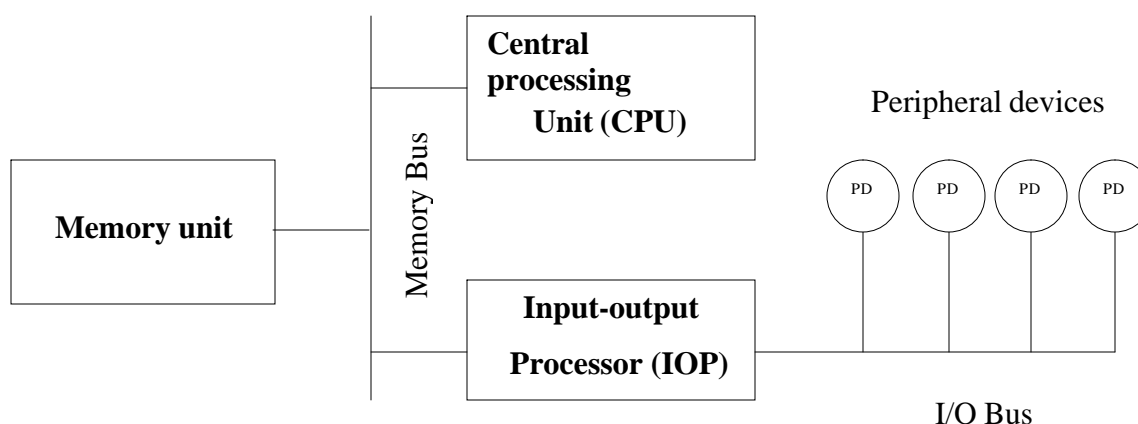 Central
processing
Unit (CPU)
Peripheral devices
PD PD PD PD
Memory Bus
Memory unit
Input-output
Processor (IOP)
I/O Bus